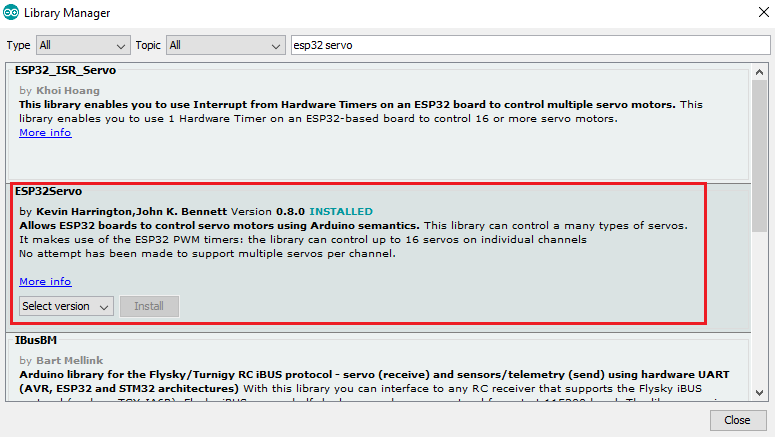 Library Manager
Type All Topic All esp32 servo
ESP32_ISR_Servo
by Khoi Hoang
This library enables you to use Interrupt from Hardware Timers on an ESP32 board to control multiple servo motors. This
library enables you to use 1 Hardware Timer on an ESP32-based board to control 16 or more servo motors.
More info
ESP32Servo
by Kevin Harrington,John K. Bennett Version 0.8.0 INSTALLED
Allows ESP32 boards to control servo motors using Arduino semantics. This library can control a many types of servos.
It makes use of the ESP32 PWM timers: the library can control up to 16 servos on individual channels
No attempt has been made to support multiple servos per channel.
More info
Select version Install
IBusBM
by Bart Mellink
Arduino library for the Flysky/Turnigy RC iBUS protocol - servo (receive) and sensors/telemetry (send) using hardware UART
(AVR, ESP32 and STM32 architectures) With this library you can interface to any RC receiver that supports the Flysky iBUS
Close